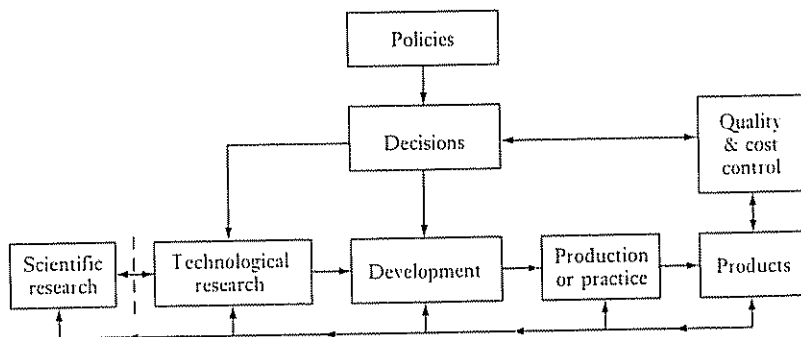 Policies
Decisions
Quality
& cost
control
Scientific
research
Technological
research
Development
Production
or practice
Products